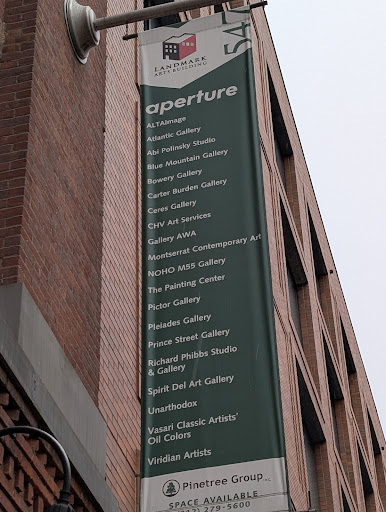 540
LANDMARK
ARTS BUILDING
aperture
ALTAImage
Atlantic Gallery
Abi Polinsky Studio
Blue Mountain Gallery
Bowery Gallery
Carter Burden Gallery
Ceres Gallery
CHV Art Services
Gallery AWA
Montserrat Contemporary Art
NOHO M55 Gallery
The Painting Center
Pictor Gallery
Pleiades Gallery
Prince Street Gallery
Richard Phibbs Studio
& Gallery
Spirit Del Art Gallery
Unarthodox
Vasari Classic Artists'
Oil Colors
Viridian Artists
Pinetree Group
SPACE AVAILABLE
279-5600